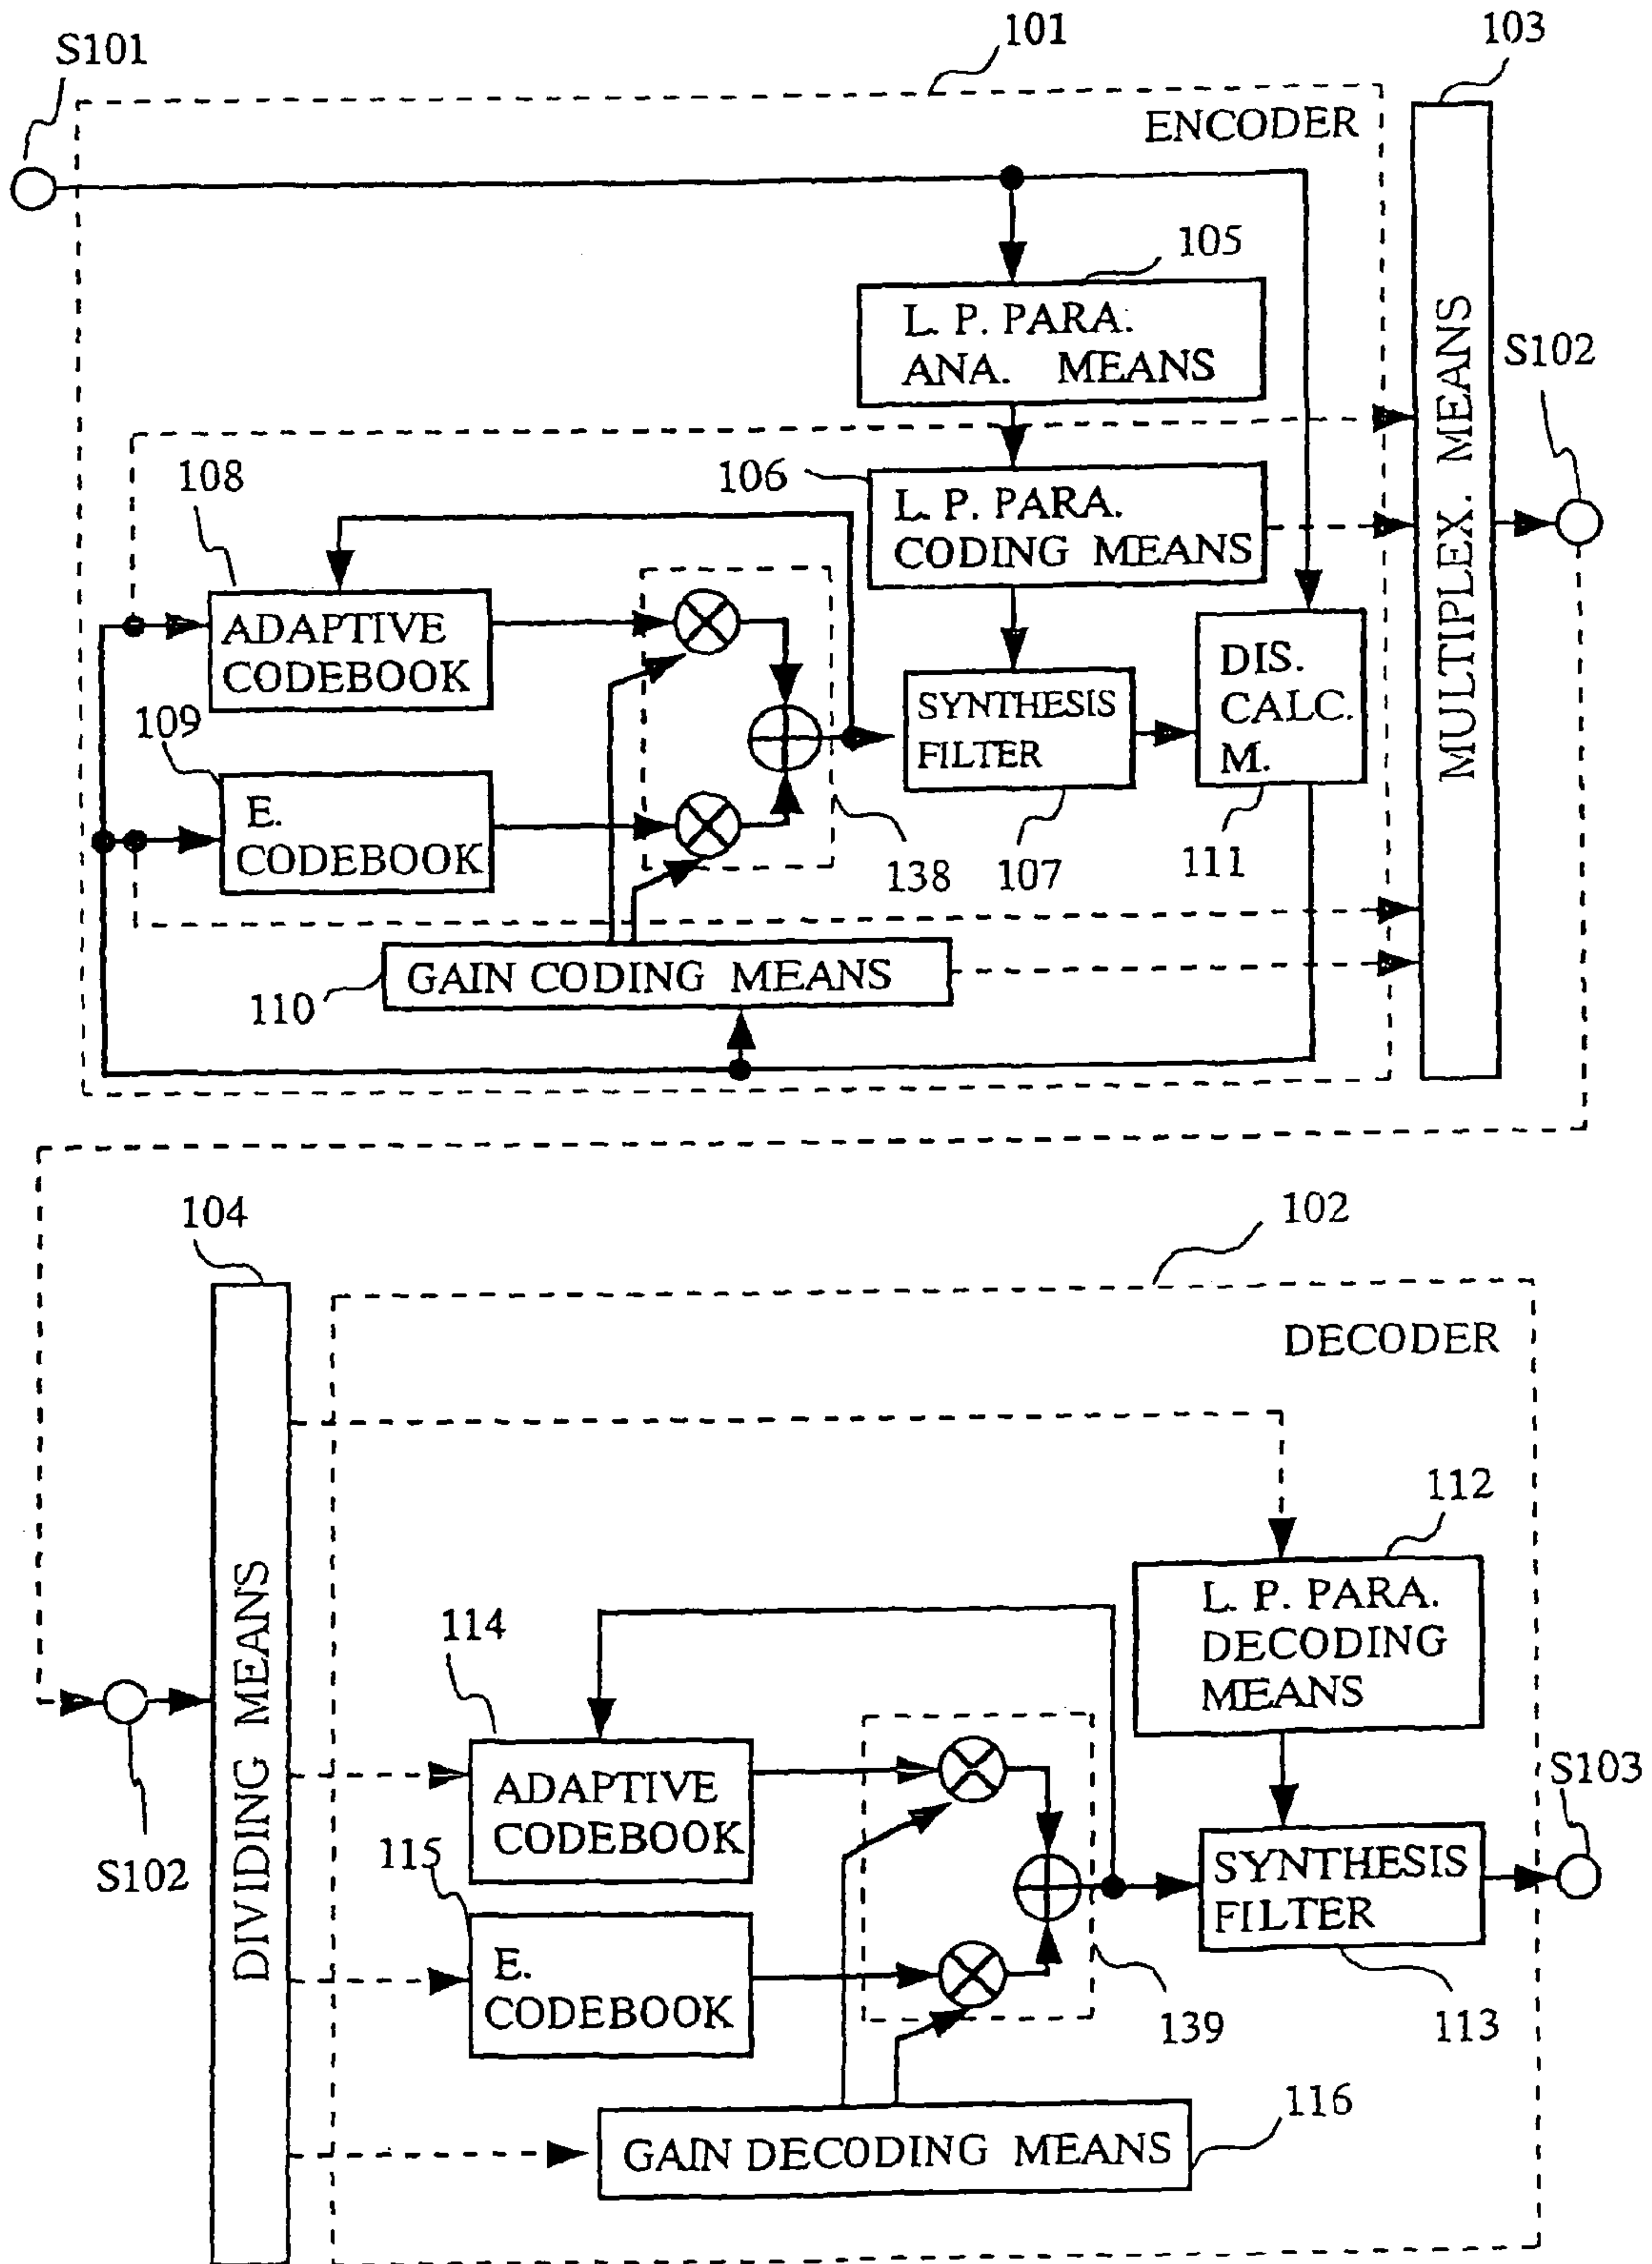 101
103
S101
ENCODER
105
L. P. PARA.
ANA. MEANS
S102
MULTIPLEX. MEANS
108
106
L. P. PARA.
CODING MEANS
ADAPTIVE
CODEBOOK
SYNTHESIS
FILTER
DIS.
CALC.
M.
109
E.
CODEBOOK
138
107
111
GAIN CODING MEANS
110
104
102
DECODER
112
L. P. PARA.
DECODING
MEANS
114
DIVIDING MEANS
ADAPTIVE
CODEBOOK
S103
S102
115
SYNTHESIS
FILTER
E.
CODEBOOK
139
113
116
GAIN DECODING MEANS